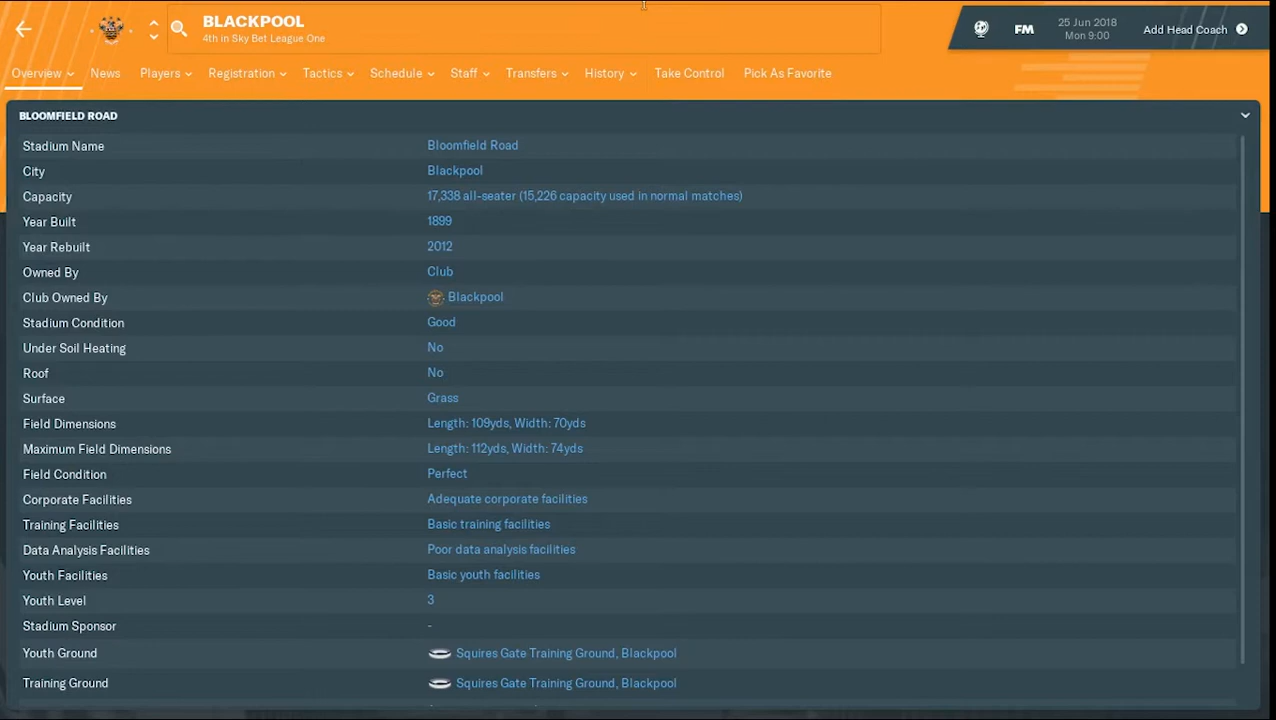 BLACKPOOL
4th in Sky Bet League One
FM
25 Jun 2018
Mon 9:00
Add Head Coach
Overview News Players Registration Tactics Schedule Staff Transfers History Take Control Pick As Favorite
BLOOMFIELD ROAD
Stadium Name Bloomfield Road
City Blackpool
Capacity 17,338 all-seater (15,226 capacity used in normal matches)
Year Built 1899
Year Rebuilt 2012
Owned By Club
Club Owned By Blackpool
Stadium Condition Good
Under Soil Heating No
Roof No
Surface Grass
Field Dimensions Length: 109yds, Width: 70yds
Maximum Field Dimensions Length: 112yds, Width: 74yds
Field Condition Perfect
Corporate Facilities Adequate corporate facilities
Training Facilities Basic training facilities
Data Analysis Facilities Poor data analysis facilities
Youth Facilities Basic youth facilities
Youth Level 3
Stadium Sponsor -
Youth Ground Squires Gate Training Ground, Blackpool
Training Ground Squires Gate Training Ground, Blackpool